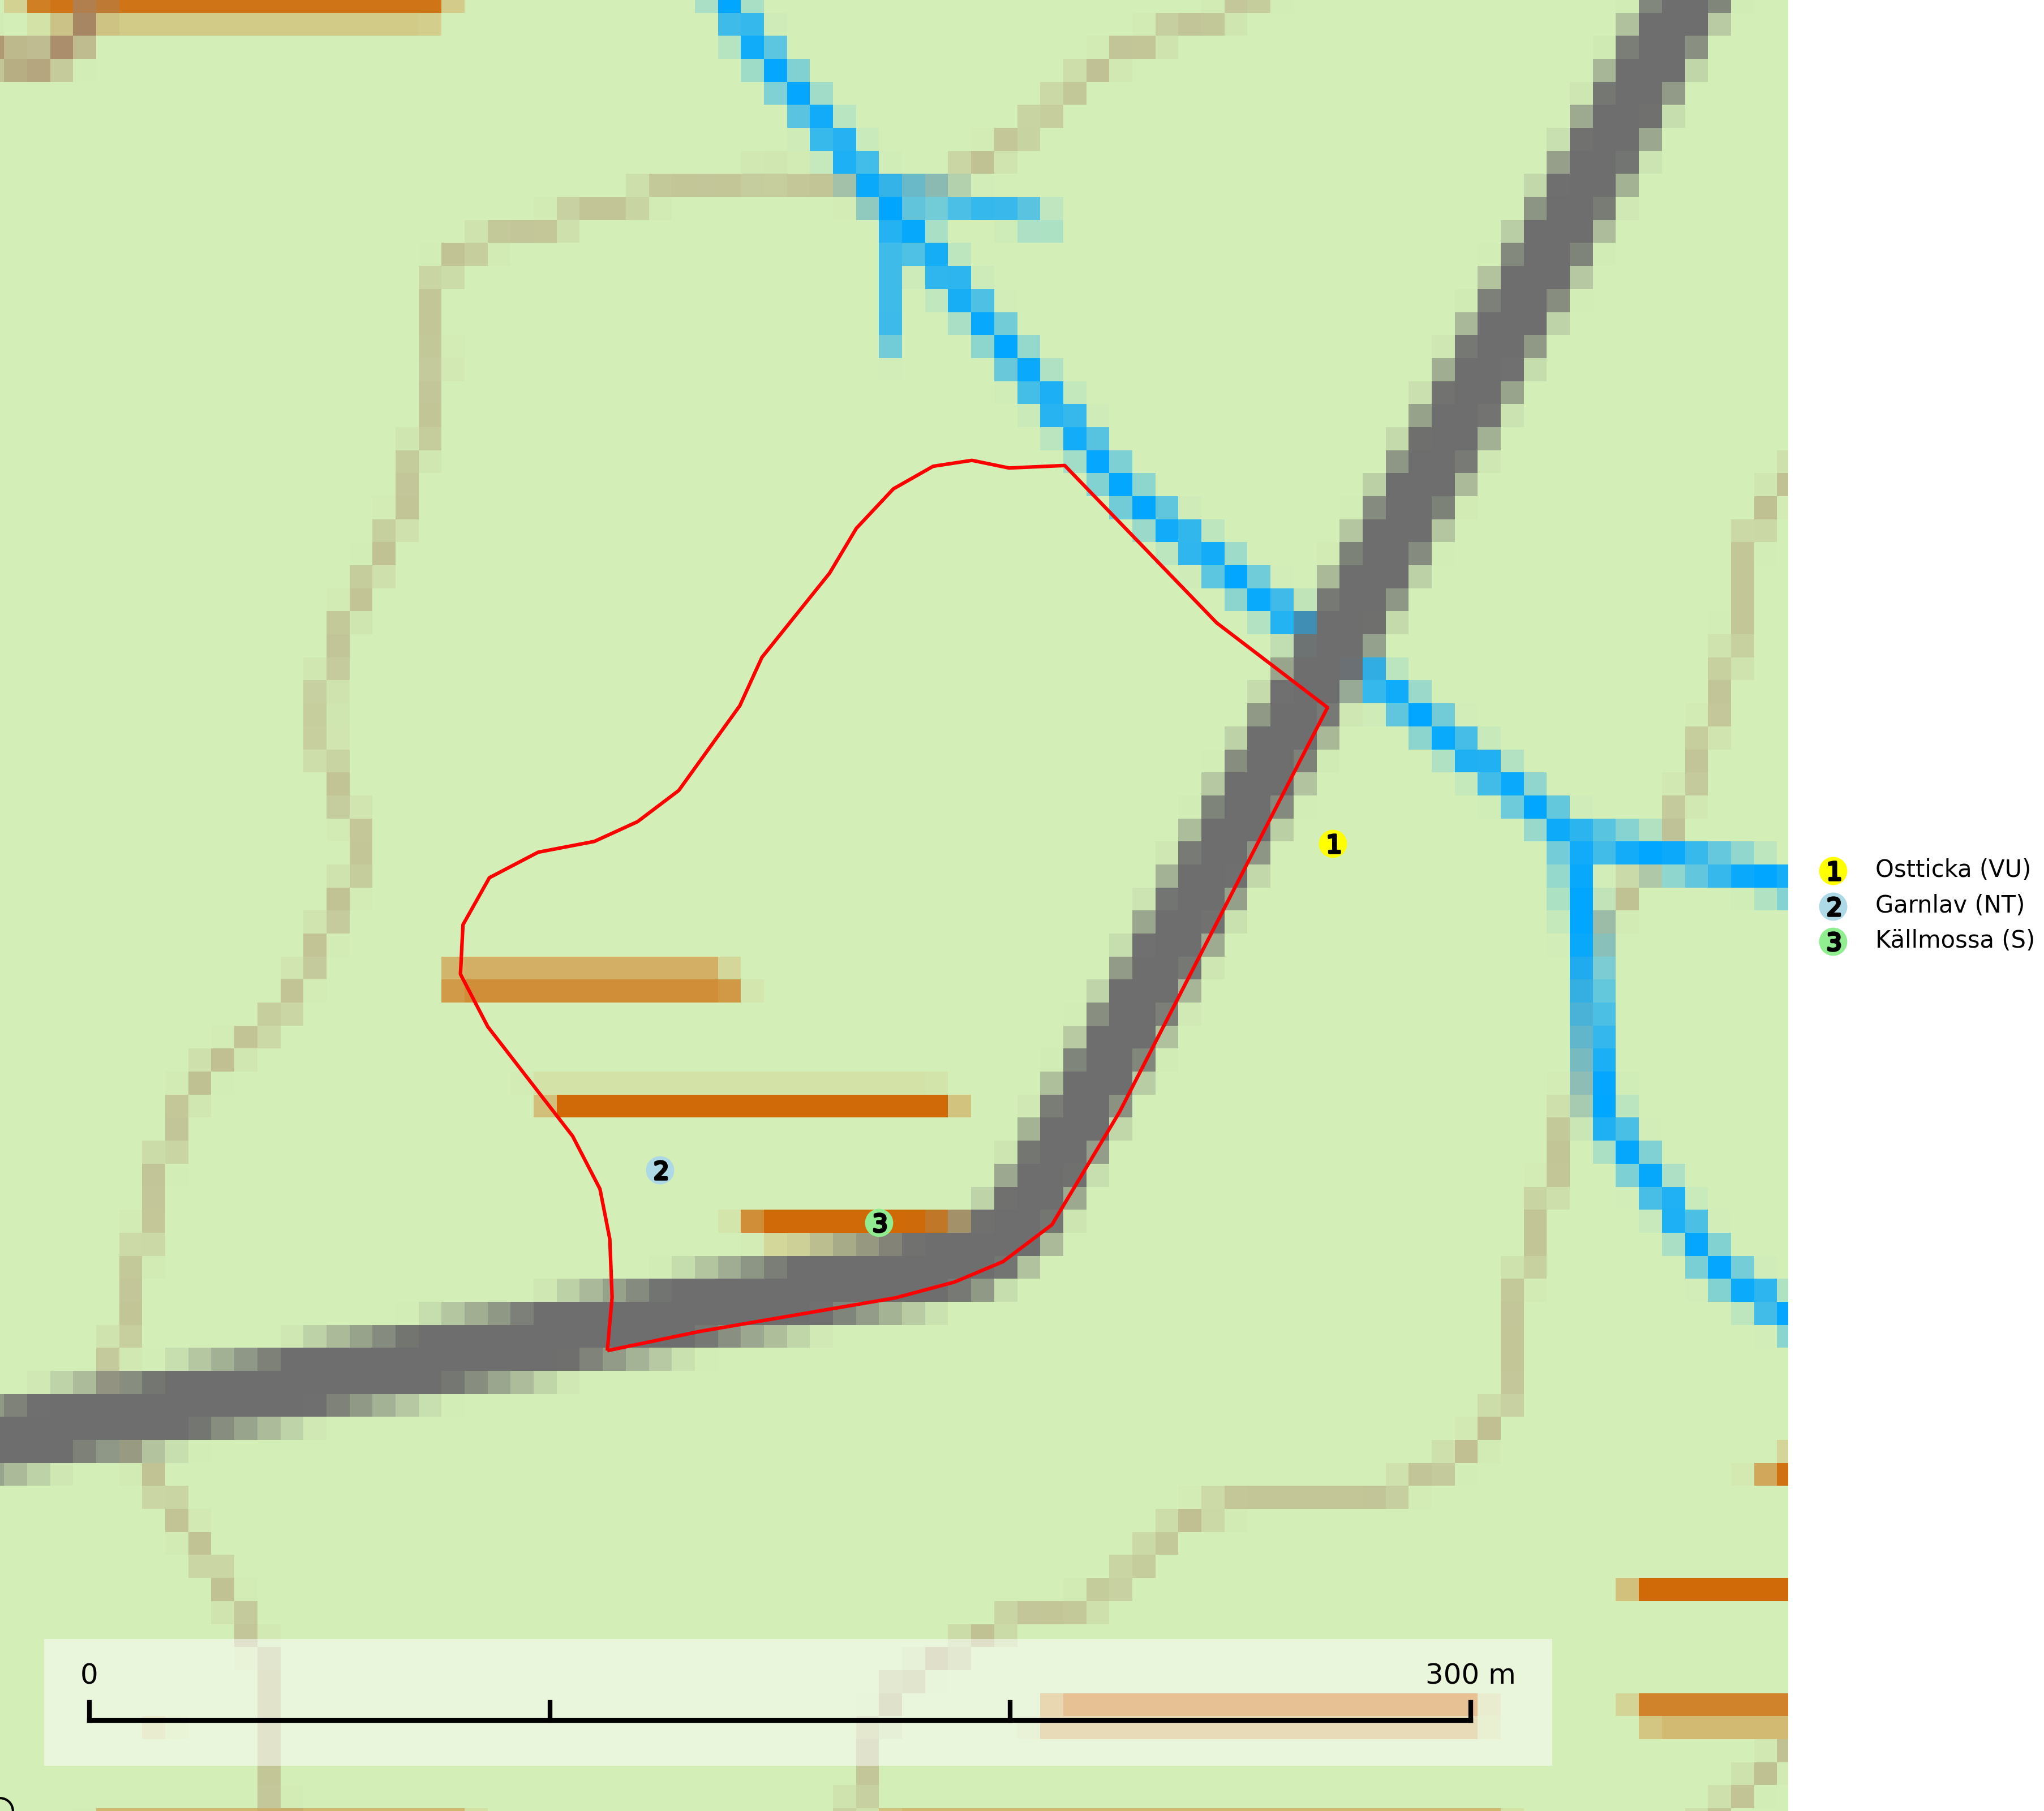 1
2
3
1 Ostticka (VU)
2 Garnlav (NT)
3 Källmossa (S)
0 300 m